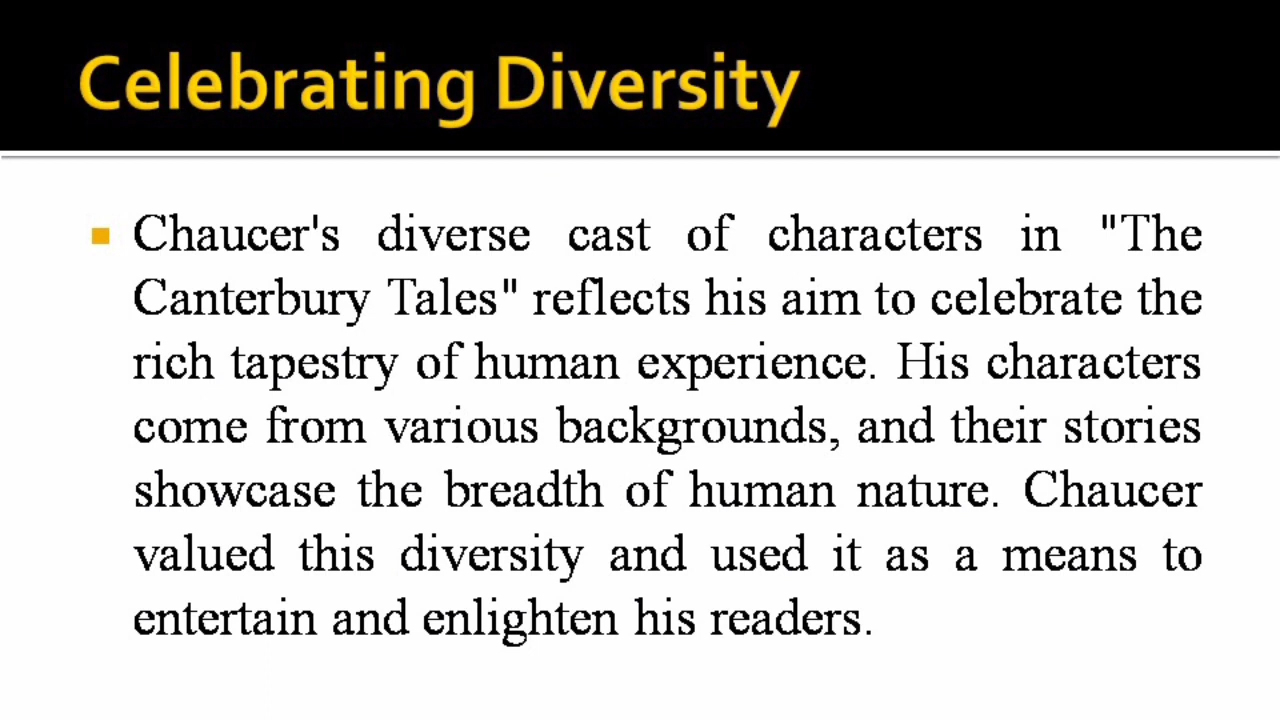 Celebrating Diversity
Chaucer's diverse cast of characters in "The
Canterbury Tales" reflects his aim to celebrate the
rich tapestry of human experience. His characters
come from various backgrounds, and their stories
showcase the breadth of human nature. Chaucer
valued this diversity and used it as a means to
entertain and enlighten his readers.